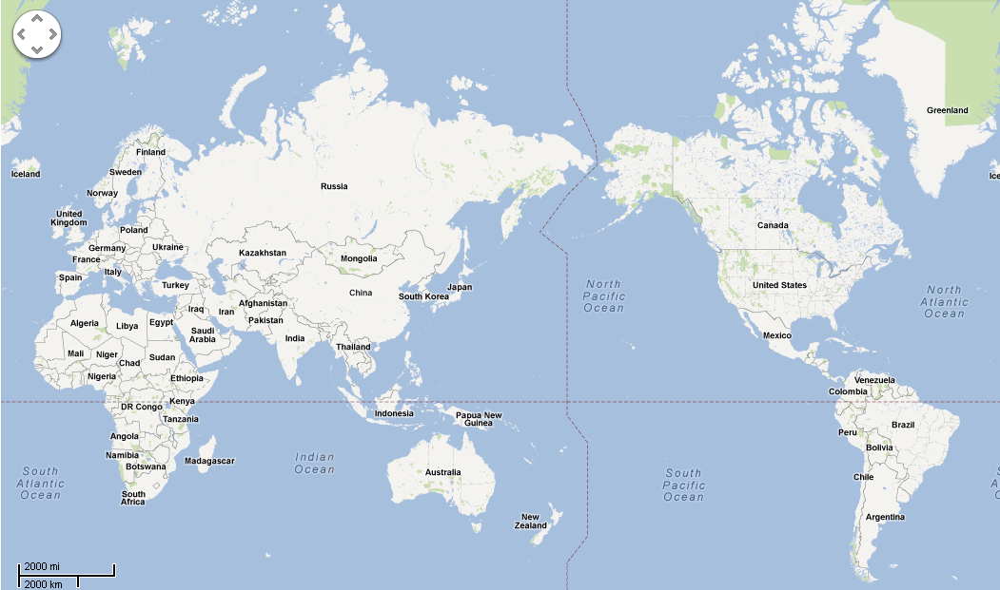 Greenland
Iceland
Ice
Finland
Sweden
Norway
Russia
United
Kingdom
Poland
Canada
Germany
Ukraine
France
Kazakhstan
Mongolia
Italy
Spain
Turkey
China
Japan
South Korea
United States
North
Pacific
Ocean
North
Atlantic
Ocean
Afghanistan
Iraq
Iran
Pakistan
Algeria
Libya
Egypt
Saudi
Arabia
India
Mexico
Thailand
Mali
Niger
Chad
Sudan
Nigeria
Ethiopia
Venezuela
Colombia
Kenya
DR Congo
Indonesia
Papua New
Guinea
Tanzania
Brazil
Peru
Angola
Bolivia
Namibia
Botswana
Madagascar
Indian
Ocean
Australia
South
Atlantic
Ocean
South
Pacific
Ocean
Chile
S
A
O
South
Africa
New
Zealand
Argentina
2000 mi
2000 km